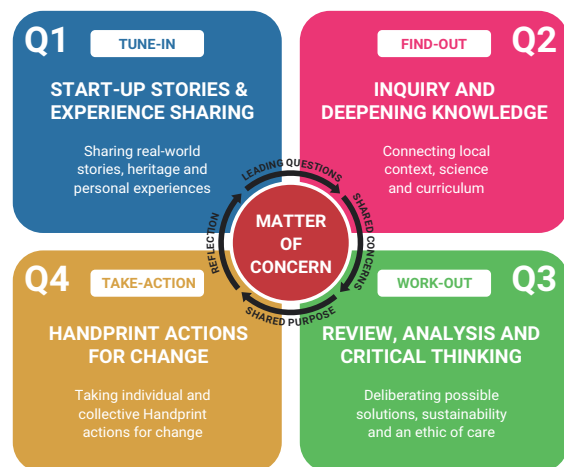 Q1
TUNE-IN
START-UP STORIES &
EXPERIENCE SHARING
Sharing real-world
stories, heritage and
personal experiences
FIND-OUT
Q2
INQUIRY AND
DEEPENING KNOWLEDGE
Connecting local
context, science
and curriculum
LEADING QUESTIONS
SHARED CONCERNS
SHARED PURPOSE
REFLECTION
MATTER
OF
CONCERN
Q4
TAKE-ACTION
HANDPRINT ACTIONS
FOR CHANGE
Taking individual and
collective Handprint
actions for change
WORK-OUT
Q3
REVIEW, ANALYSIS AND
CRITICAL THINKING
Deliberating possible
solutions, sustainability
and an ethic of care